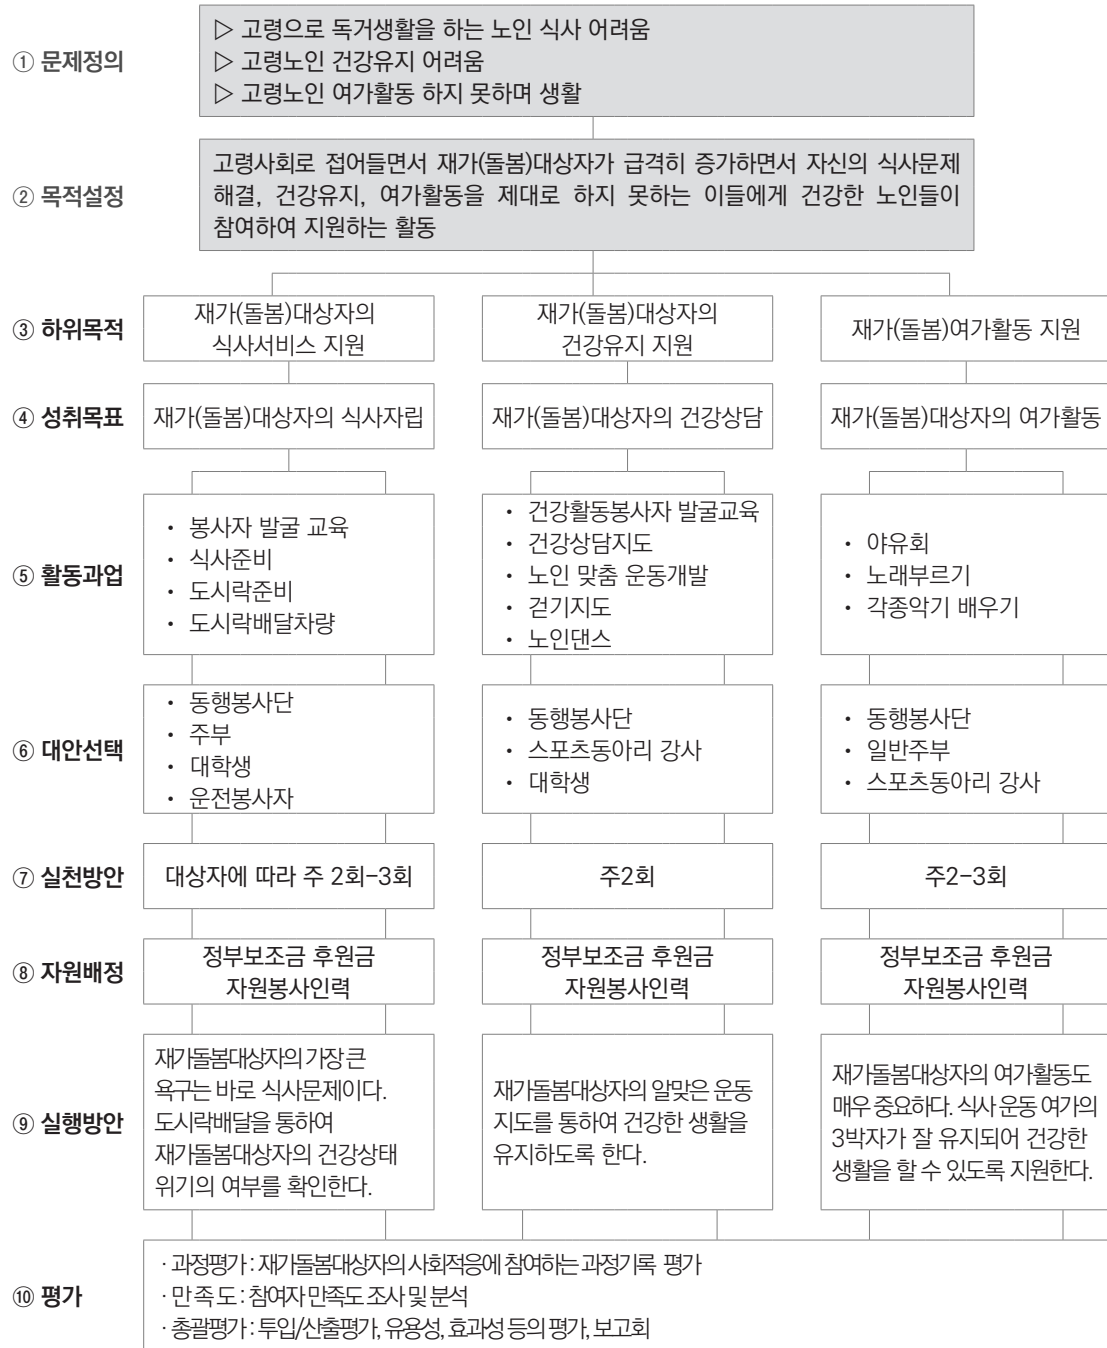 ① 문제정의
▷ 고령으로 독거생활을 하는 노인 식사 어려움
▷ 고령노인 건강유지 어려움
▷ 고령노인 여가활동 하지 못하며 생활
② 목적설정
고령사회로 접어들면서 재가(돌봄)대상자가 급격히 증가하면서 자신의 식사문제
해결, 건강유지, 여가활동을 제대로 하지 못하는 이들에게 건강한 노인들이
참여하여 지원하는 활동
③ 하위목적
재가(돌봄)대상자의
식사서비스 지원
재가(돌봄)대상자의
건강유지 지원
재가(돌봄)여가활동 지원
④ 성취목표
재가(돌봄)대상자의 식사자립
재가(돌봄)대상자의 건강상담
재가(돌봄)대상자의 여가활동
⑤ 활동과업
• 봉사자 발굴 교육
• 식사준비
• 도시락준비
• 도시락배달차량
• 건강활동봉사자 발굴교육
• 건강상담지도
• 노인 맞춤 운동개발
• 걷기지도
• 노인댄스
• 야유회
• 노래부르기
• 각종악기 배우기
⑥ 대안선택
• 동행봉사단
• 주부
• 대학생
• 운전봉사자
• 동행봉사단
• 스포츠동아리 강사
• 대학생
• 동행봉사단
• 일반주부
• 스포츠동아리 강사
⑦ 실천방안
대상자에 따라 주 2회-3회
주2회
주2-3회
⑧ 자원배정
정부보조금 후원금
자원봉사인력
정부보조금 후원금
자원봉사인력
정부보조금 후원금
자원봉사인력
⑨ 실행방안
재가돌봄대상자의 가장 큰
욕구는 바로 식사문제이다.
도시락배달을 통하여
재가돌봄대상자의 건강상태
위기의 여부를 확인한다.
재가돌봄대상자의 알맞은 운동
지도를 통하여 건강한 생활을
유지하도록 한다.
재가돌봄대상자의 여가활동도
매우 중요하다. 식사 운동 여가의
3박자가 잘 유지되어 건강한
생활을 할 수 있도록 지원한다.
⑩ 평가
· 과정평가 : 재가돌봄대상자의 사회적응에 참여하는 과정기록 평가
· 만 족 도 : 참여자 만족도 조사 및 분석
· 총괄평가 : 투입/산출평가, 유용성, 효과성 등의 평가, 보고회